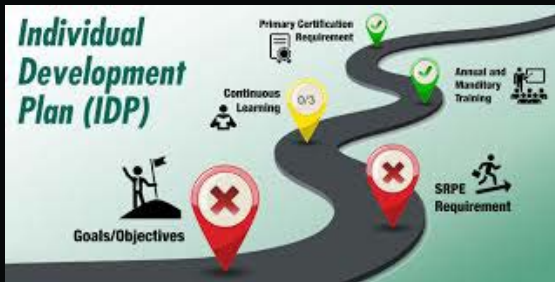 Individual
Development
Plan (IDP)
Primary Certification
Requirement
Annual and
Manditory
Training
Continuous
Learning
0/3
SRPE
Requirement
Goals/Objectives